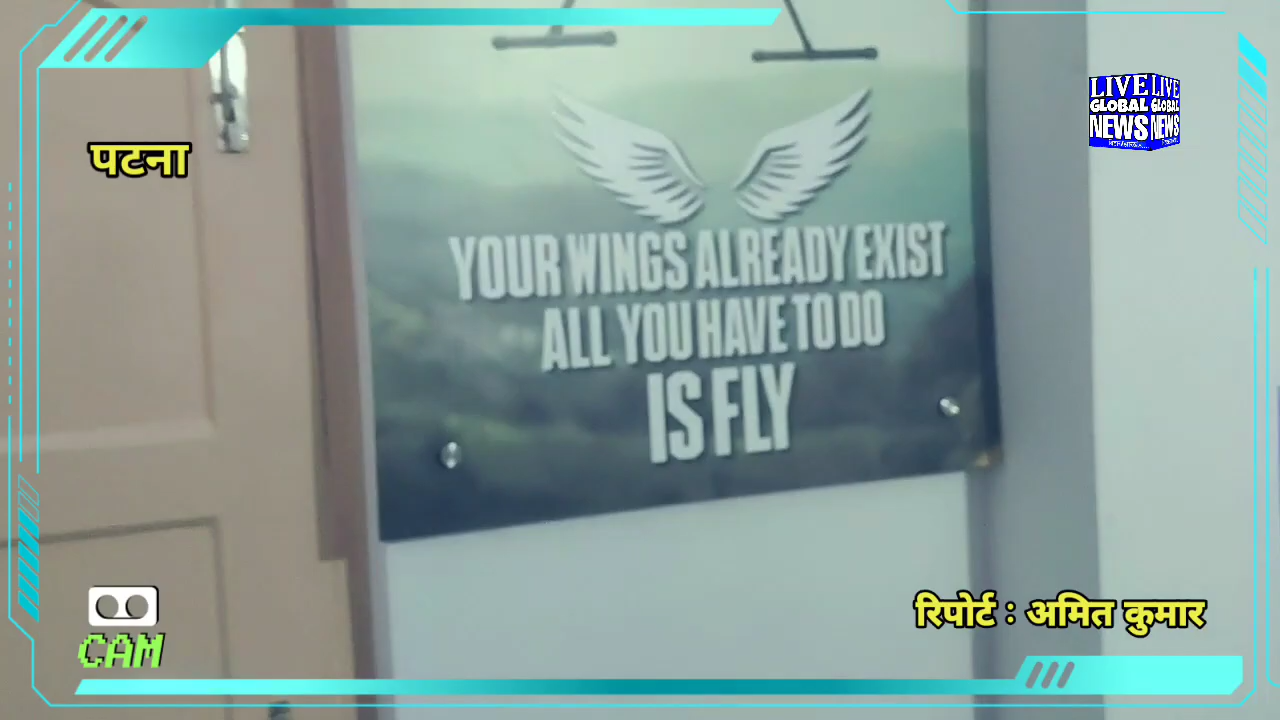 LIVE LIVE
GLOBAL GLOBAL
NEWS NEWS
पटना
YOUR WINGS ALREADY EXIST
ALL YOU HAVE TO DO
IS FLY
रिपोर्ट : अमित कुमार
CAM